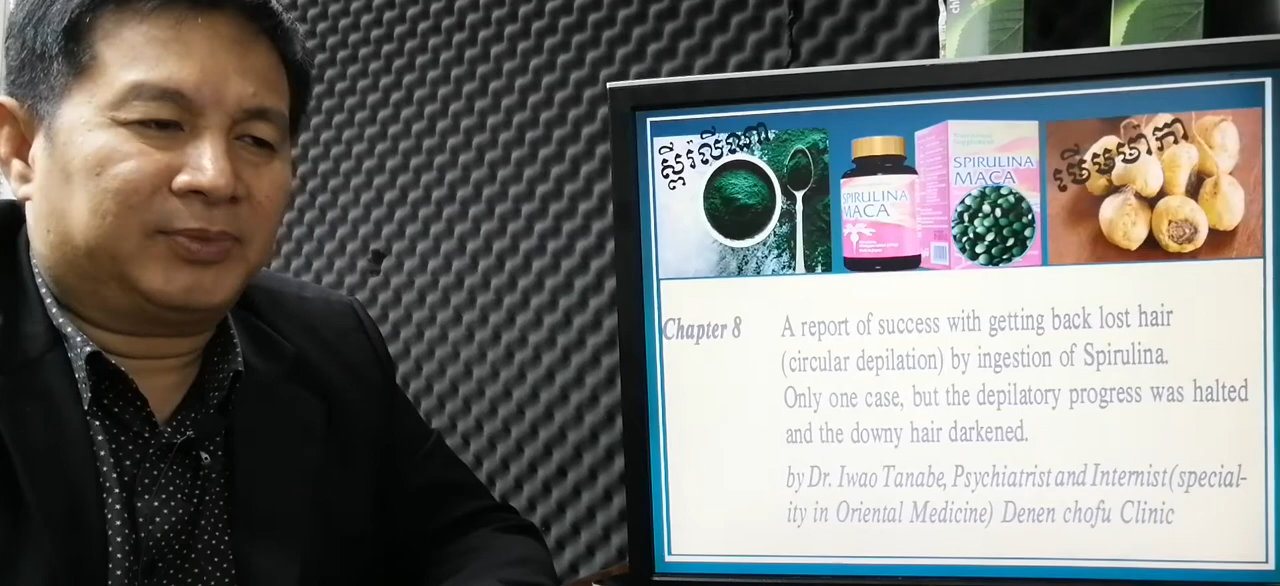 ស្ពីរូលីណា
SPIRULINA
MACA
SPIRULINA
MACA
មើមម៉ាកា
Chapter 8
A report of success with getting back lost hair
(circular depilation) by ingestion of Spirulina.
Only one case, but the depilatory progress was halted
and the downy hair darkened.
by Dr. Iwao Tanabe, Psychiatrist and Internist (special-
ity in Oriental Medicine) Denen chofu Clinic